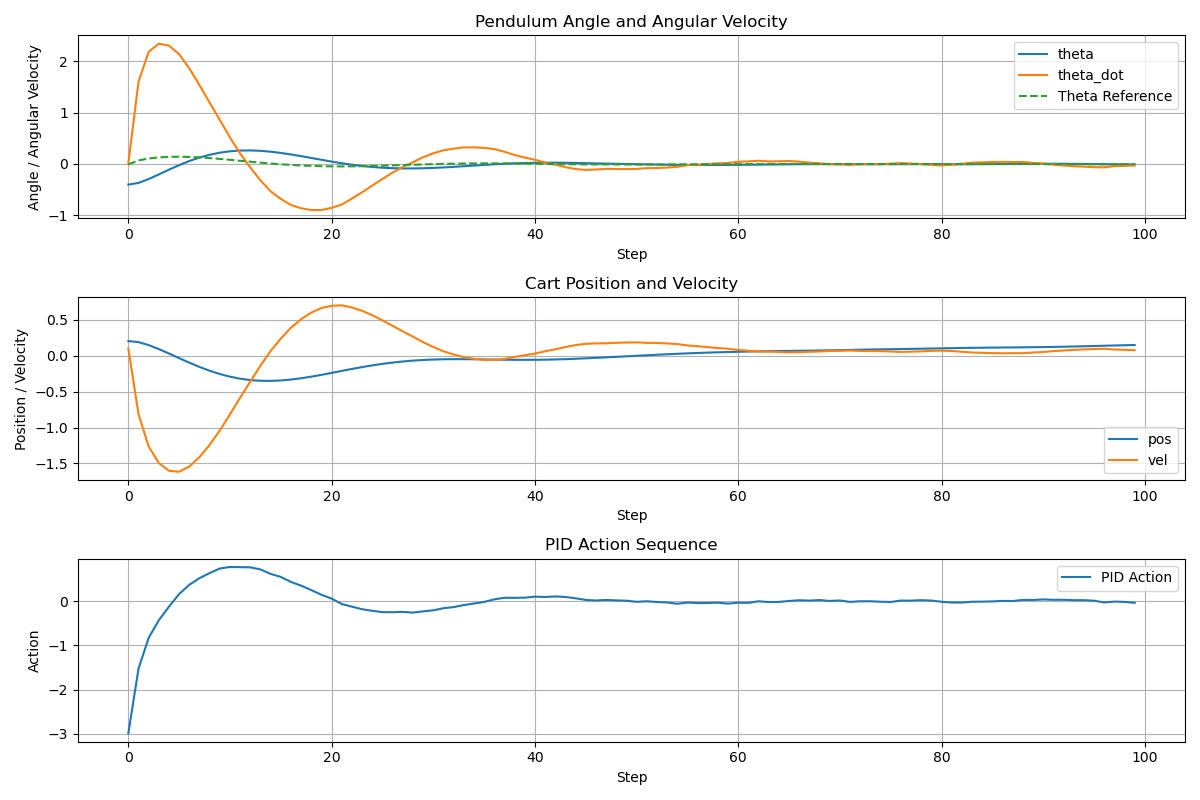 Pendulum Angle and Angular Velocity
Angle / Angular Velocity
2
1
0
−1
theta
theta_dot
Theta Reference
0 20 40 60 80 100
Step
Cart Position and Velocity
Position / Velocity
0.5
0.0
−0.5
−1.0
−1.5
pos
vel
0 20 40 60 80 100
Step
PID Action Sequence
Action
0
−1
−2
−3
PID Action
0 20 40 60 80 100
Step